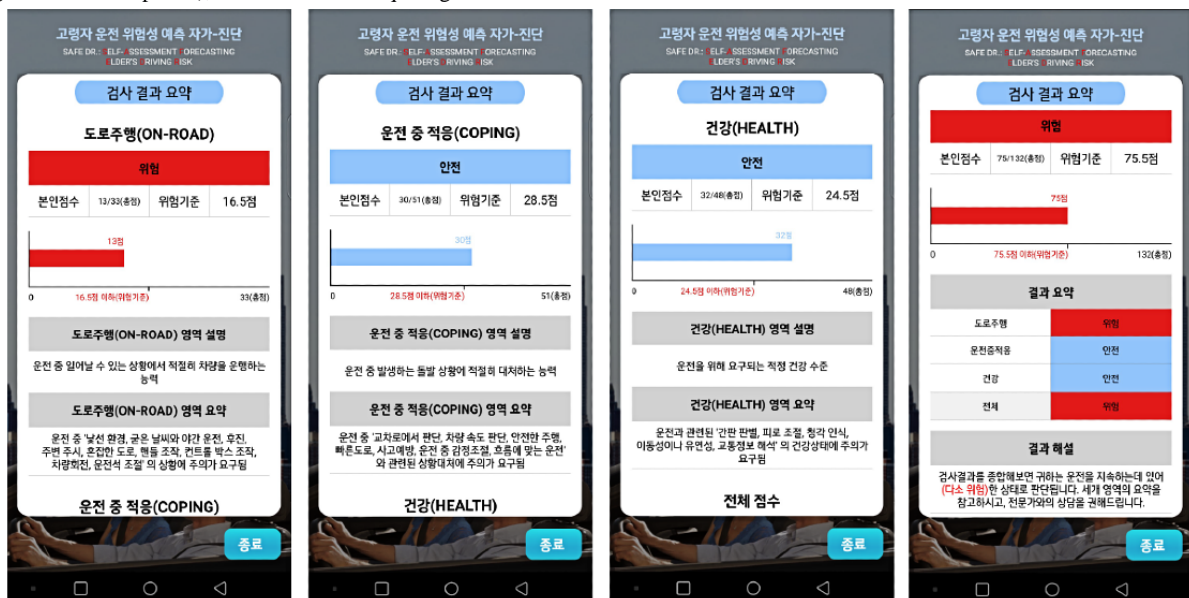 고령자 운전 위험성 예측 자가-진단
SAFE DR.: SELF-ASSESSMENT FORECASTING
ELDER'S DRIVING RISK
검사 결과 요약
도로주행(ON-ROAD)
위험
본인점수 13/33(총점) 위험기준 16.5점
13점
0 16.5점 이하(위험기준) 33(총점)
도로주행(ON-ROAD) 영역 설명
운전 중 일어날 수 있는 상황에서 적절히 차량을 운행하는
능력
도로주행(ON-ROAD) 영역 요약
운전 중 '낯선 환경, 궂은 날씨와 야간 운전, 후진,
주변 주시, 혼잡한 도로, 핸들 조작, 컨트롤 박스 조작,
차량회전, 운전석 조절' 의 상황에 주의가 요구됨
운전 중 적응(COPING)
종료
고령자 운전 위험성 예측 자가-진단
SAFE DR.: SELF-ASSESSMENT FORECASTING
ELDER'S DRIVING RISK
검사 결과 요약
운전 중 적응(COPING)
안전
본인점수 30/51(총점) 위험기준 28.5점
30점
0 28.5점 이하(위험기준) 51(총점)
운전 중 적응(COPING) 영역 설명
운전 중 발생하는 돌발 상황에 적절히 대처하는 능력
운전 중 적응(COPING) 영역 요약
운전 중 '교차로에서 판단, 차량 속도 판단, 안전한 주행,
빠른도로, 사고예방, 운전 중 감정조절, 흐름에 맞는 운전'
와 관련된 상황대처에 주의가 요구됨
건강(HEALTH)
종료
고령자 운전 위험성 예측 자가-진단
SAFE DR.: SELF-ASSESSMENT FORECASTING
ELDER'S DRIVING RISK
검사 결과 요약
건강(HEALTH)
안전
본인점수 32/48(총점) 위험기준 24.5점
32점
0 24.5점 이하(위험기준) 48(총점)
건강(HEALTH) 영역 설명
운전을 위해 요구되는 적정 건강 수준
건강(HEALTH) 영역 요약
운전과 관련된 '간판 판별, 피로 조절, 청각 인식,
이동성이나 유연성, 교통정보 해석' 의 건강상태에 주의가
요구됨
전체 점수
종료
고령자 운전 위험성 예측 자가-진단
SAFE DR.: SELF-ASSESSMENT FORECASTING
ELDER'S DRIVING RISK
검사 결과 요약
위험
본인점수 75/132(총점) 위험기준 75.5점
75점
0 75.5점 이하(위험기준) 132(총점)
결과 요약
도로주행 위험
운전중적응 안전
건강 안전
전체 위험
결과 해설
검사결과를 종합해보면 귀하는 운전을 지속하는데 있어
(다소 위험)한 상태로 판단됩니다. 세개 영역의 요약을
참고하시고, 전문가와의 상담을 권해드립니다.
종료